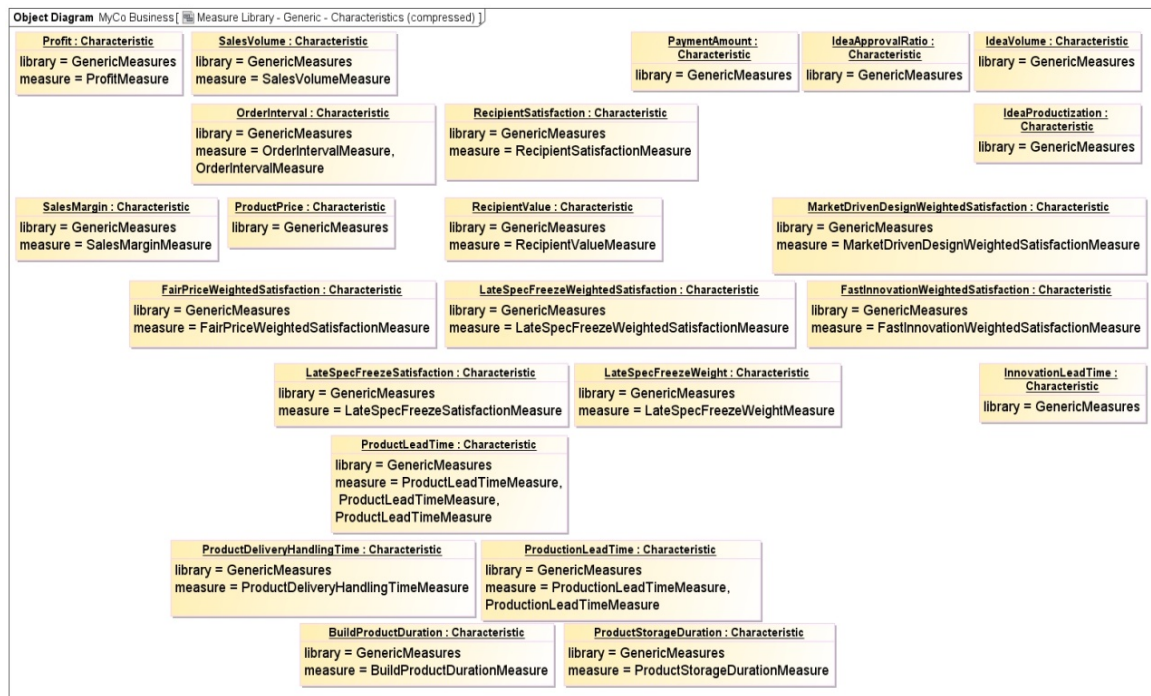 Object Diagram MyCo Business [ Measure Library - Generic - Characteristics (compressed) ]
Profit : Characteristic
library = GenericMeasures
measure = ProfitMeasure
SalesVolume : Characteristic
library = GenericMeasures
measure = SalesVolumeMeasure
PaymentAmount :
Characteristic
library = GenericMeasures
IdeaApprovalRatio :
Characteristic
library = GenericMeasures
IdeaVolume : Characteristic
library = GenericMeasures
OrderInterval : Characteristic
library = GenericMeasures
measure = OrderIntervalMeasure,
OrderIntervalMeasure
RecipientSatisfaction : Characteristic
library = GenericMeasures
measure = RecipientSatisfactionMeasure
IdeaProductization :
Characteristic
library = GenericMeasures
SalesMargin : Characteristic
library = GenericMeasures
measure = SalesMarginMeasure
ProductPrice : Characteristic
library = GenericMeasures
RecipientValue : Characteristic
library = GenericMeasures
measure = RecipientValueMeasure
MarketDrivenDesignWeightedSatisfaction : Characteristic
library = GenericMeasures
measure = MarketDrivenDesignWeightedSatisfactionMeasure
FairPriceWeightedSatisfaction : Characteristic
library = GenericMeasures
measure = FairPriceWeightedSatisfactionMeasure
LateSpecFreezeWeightedSatisfaction : Characteristic
library = GenericMeasures
measure = LateSpecFreezeWeightedSatisfactionMeasure
FastInnovationWeightedSatisfaction : Characteristic
library = GenericMeasures
measure = FastInnovationWeightedSatisfactionMeasure
LateSpecFreezeSatisfaction : Characteristic
library = GenericMeasures
measure = LateSpecFreezeSatisfactionMeasure
LateSpecFreezeWeight : Characteristic
library = GenericMeasures
measure = LateSpecFreezeWeightMeasure
InnovationLeadTime :
Characteristic
library = GenericMeasures
ProductLeadTime : Characteristic
library = GenericMeasures
measure = ProductLeadTimeMeasure,
ProductLeadTimeMeasure,
ProductLeadTimeMeasure
ProductDeliveryHandlingTime : Characteristic
library = GenericMeasures
measure = ProductDeliveryHandlingTimeMeasure
ProductionLeadTime : Characteristic
library = GenericMeasures
measure = ProductionLeadTimeMeasure,
ProductionLeadTimeMeasure
BuildProductDuration : Characteristic
library = GenericMeasures
measure = BuildProductDurationMeasure
ProductStorageDuration : Characteristic
library = GenericMeasures
measure = ProductStorageDurationMeasure